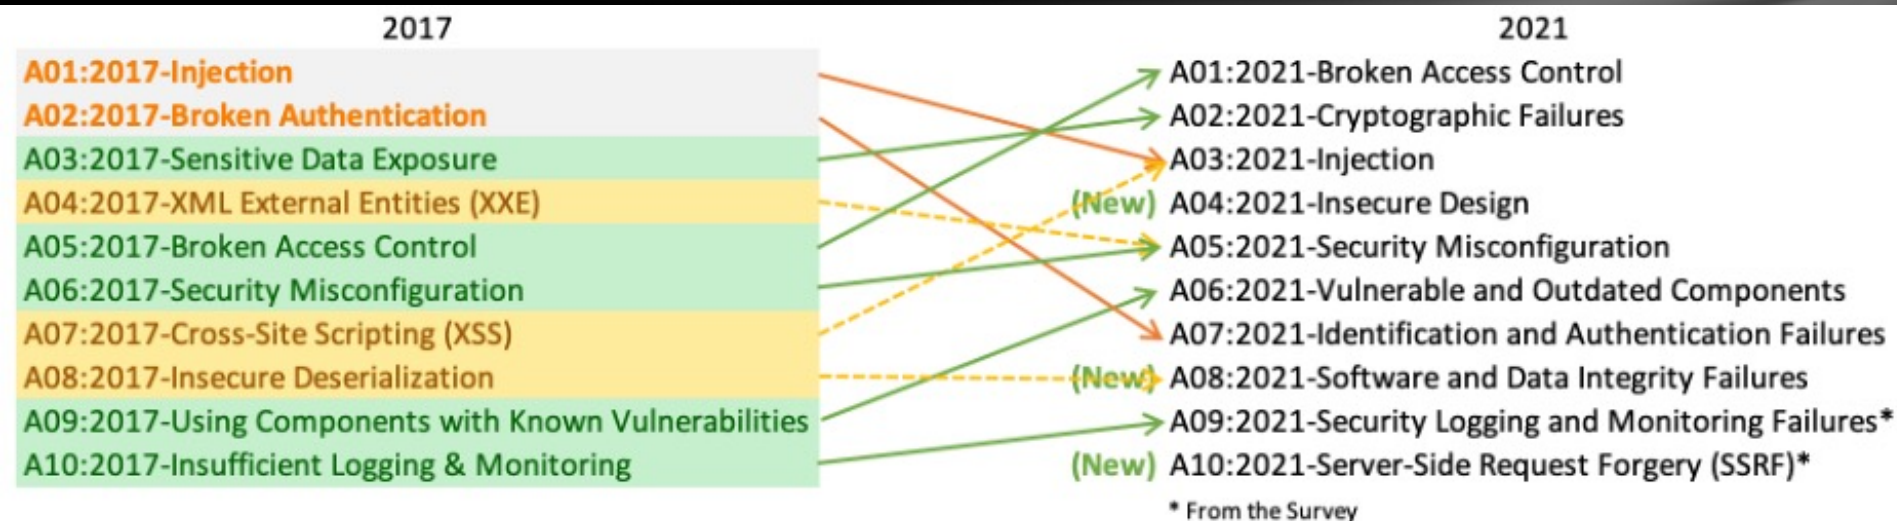 2017
A01:2017-Injection
A02:2017-Broken Authentication
A03:2017-Sensitive Data Exposure
A04:2017-XML External Entities (XXE)
A05:2017-Broken Access Control
A06:2017-Security Misconfiguration
A07:2017-Cross-Site Scripting (XSS)
A08:2017-Insecure Deserialization
A09:2017-Using Components with Known Vulnerabilities
A10:2017-Insufficient Logging & Monitoring
2021
A01:2021-Broken Access Control
A02:2021-Cryptographic Failures
A03:2021-Injection
(New) A04:2021-Insecure Design
A05:2021-Security Misconfiguration
A06:2021-Vulnerable and Outdated Components
A07:2021-Identification and Authentication Failures
(New) A08:2021-Software and Data Integrity Failures
A09:2021-Security Logging and Monitoring Failures*
(New) A10:2021-Server-Side Request Forgery (SSRF)*
* From the Survey